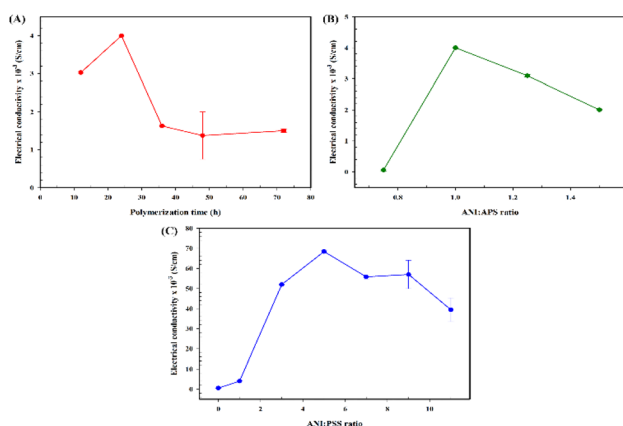 (A)
Electrical conductivity x 10⁻³ (S/cm)
4
3
2
1
0
0 10 20 30 40 50 60 70 80
Polymerization time (h)
(B)
Electrical conductivity x 10⁻³ (S/cm)
5
4
3
2
1
0
0.8 1.0 1.2 1.4
ANI:APS ratio
(C)
Electrical conductivity x 10⁻³ (S/cm)
80
70
60
50
40
30
20
10
0
0 2 4 6 8 10
ANI:PSS ratio